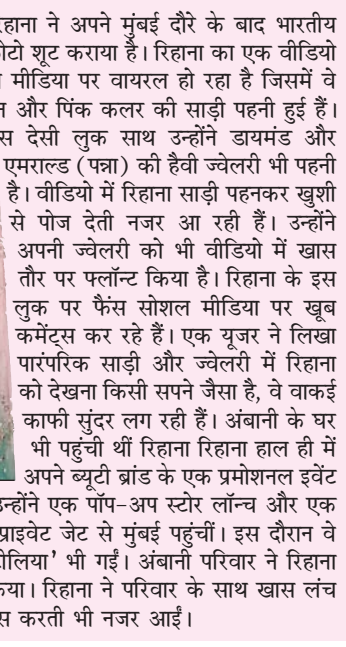 ने अपने मुंबई दौरे के बाद भारतीय
शूट कराया है। रिहाना का एक वीडियो
मीडिया पर वायरल हो रहा है जिसमें वे
और पिंक कलर की साड़ी पहनी हुई हैं।
देसी लुक साथ उन्होंने डायमंड और
एमराल्ड (पन्ना) की हैवी ज्वेलरी भी पहनी
है। वीडियो में रिहाना साड़ी पहनकर खुशी
से पोज देती नजर आ रही हैं। उन्होंने
अपनी ज्वेलरी को भी वीडियो में खास
तौर पर फ्लॉन्ट किया है। रिहाना के इस
लुक पर फैंस सोशल मीडिया पर खूब
कमेंट्स कर रहे हैं। एक यूजर ने लिखा
पारंपरिक साड़ी और ज्वेलरी में रिहाना
को देखना किसी सपने जैसा है, वे वाकई
काफी सुंदर लग रही हैं। अंबानी के घर
भी पहुंची थीं रिहाना रिहाना हाल ही में
अपने ब्यूटी ब्रांड के एक प्रमोशनल इवेंट
एक पॉप-अप स्टोर लॉन्च और एक
प्राइवेट जेट से मुंबई पहुंचीं। इस दौरान वे
भी गईं। अंबानी परिवार ने रिहाना
रिहाना ने परिवार के साथ खास लंच
करती भी नजर आईं।